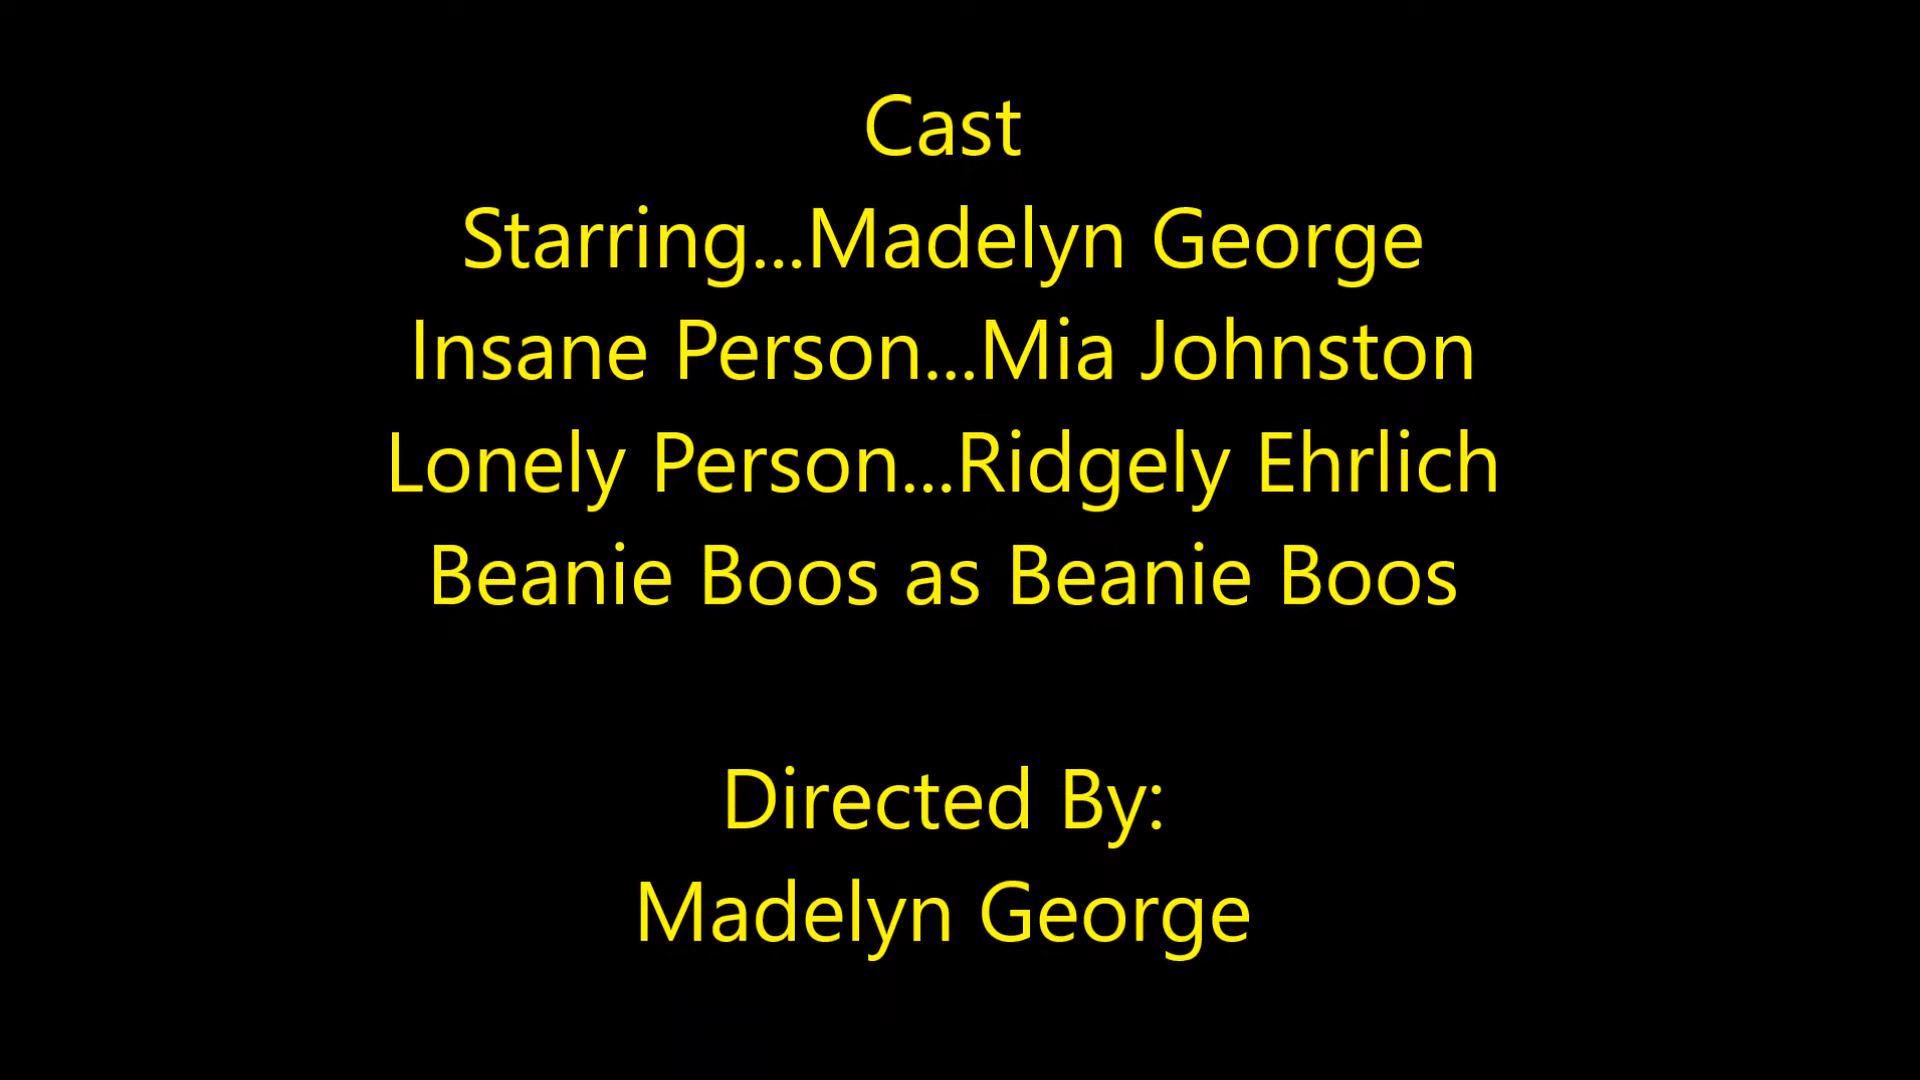 Cast
Starring...Madelyn George
Insane Person...Mia Johnston
Lonely Person...Ridgely Ehrlich
Beanie Boos as Beanie Boos
Directed By:
Madelyn George